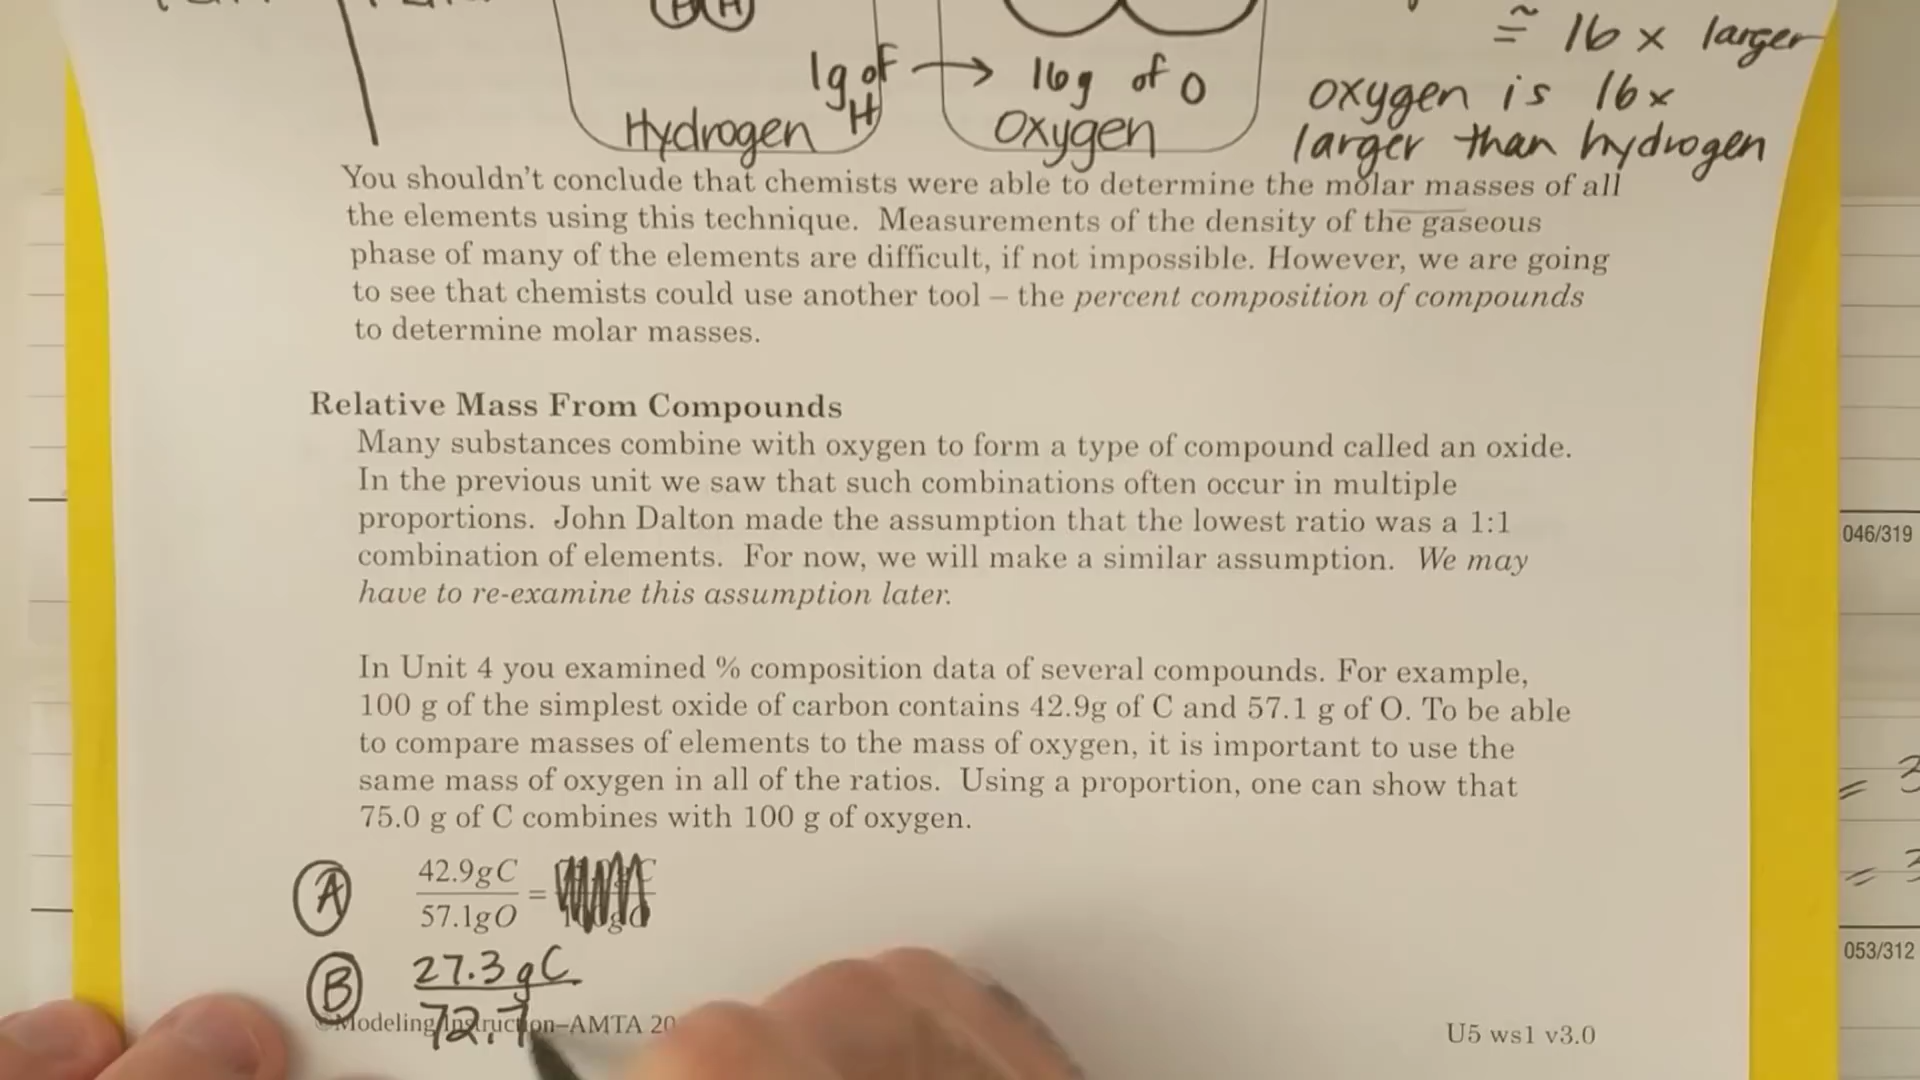 ≅ 16 x larger
1g of → 16g of O
H
oxygen is 16x
Hydrogen
Oxygen
larger than hydrogen
You shouldn't conclude that chemists were able to determine the molar masses of all
the elements using this technique. Measurements of the density of the gaseous
phase of many of the elements are difficult, if not impossible. However, we are going
to see that chemists could use another tool – the percent composition of compounds
to determine molar masses.
Relative Mass From Compounds
Many substances combine with oxygen to form a type of compound called an oxide.
In the previous unit we saw that such combinations often occur in multiple
proportions. John Dalton made the assumption that the lowest ratio was a 1:1
combination of elements. For now, we will make a similar assumption. We may
have to re-examine this assumption later.
In Unit 4 you examined % composition data of several compounds. For example,
100 g of the simplest oxide of carbon contains 42.9g of C and 57.1 g of O. To be able
to compare masses of elements to the mass of oxygen, it is important to use the
same mass of oxygen in all of the ratios. Using a proportion, one can show that
75.0 g of C combines with 100 g of oxygen.
A
42.9gC
57.1gO
=
B
27.3gC
72.7
©Modeling Instruction–AMTA 20
U5 ws1 v3.0
046/319
= 3
= 3
053/312